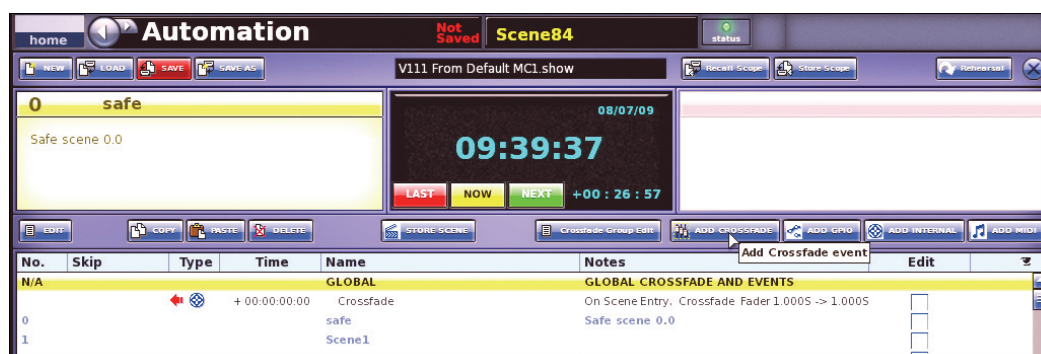 home Automation Not Saved Scene84 status
NEW LOAD SAVE SAVE AS V111 From Default MC1.show Recall Scope Store Scope Rehearsal
0 safe
Safe scene 0.0
08/07/09
09:39:37
LAST NOW NEXT +00 : 26 : 57
EDIT COPY PASTE DELETE STORE SCENE Crossfade Group Edit ADD CROSSFADE ADD GPIO ADD INTERNAL ADD MIDI
Add Crossfade event
No. Skip Type Time Name Notes Edit
N/A GLOBAL GLOBAL CROSSFADE AND EVENTS
+ 00:00:00:00 Crossfade On Scene Entry. Crossfade Fader 1.000S -> 1.000S
0 safe Safe scene 0.0
1 Scene1